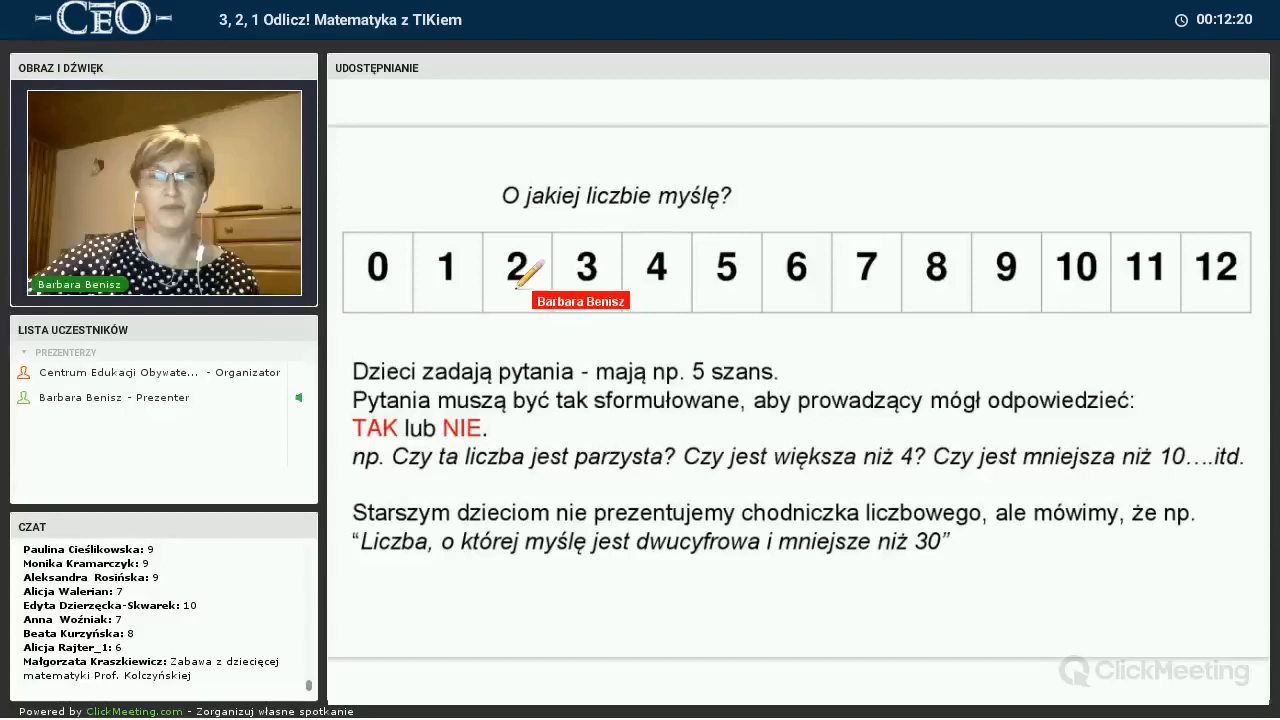 CEO
3, 2, 1 Odlicz! Matematyka z TIKiem
00:12:20
OBRAZ I DŹWIĘK
Barbara Benisz
LISTA UCZESTNIKÓW
PREZENTERZY
Centrum Edukacji Obywate... - Organizator
Barbara Benisz - Prezenter
CZAT
Paulina Cieślikowska: 9
Monika Kramarczyk: 9
Aleksandra Rosińska: 9
Alicja Walerian: 7
Edyta Dzierzęcka-Skwarek: 10
Anna Woźniak: 7
Beata Kurzyńska: 8
Alicja Rajter_1: 6
Małgorzata Kraszkiewicz: Zabawa z dziecięcej
matematyki Prof. Kolczyńskiej
UDOSTĘPNIANIE
O jakiej liczbie myślę?
0 1 2 3 4 5 6 7 8 9 10 11 12
Barbara Benisz
Dzieci zadają pytania - mają np. 5 szans.
Pytania muszą być tak sformułowane, aby prowadzący mógł odpowiedzieć:
TAK lub NIE.
np. Czy ta liczba jest parzysta? Czy jest większa niż 4? Czy jest mniejsza niż 10....itd.
Starszym dzieciom nie prezentujemy chodniczka liczbowego, ale mówimy, że np.
“Liczba, o której myślę jest dwucyfrowa i mniejsze niż 30”
ClickMeeting
Powered by ClickMeeting.com - Zorganizuj własne spotkanie